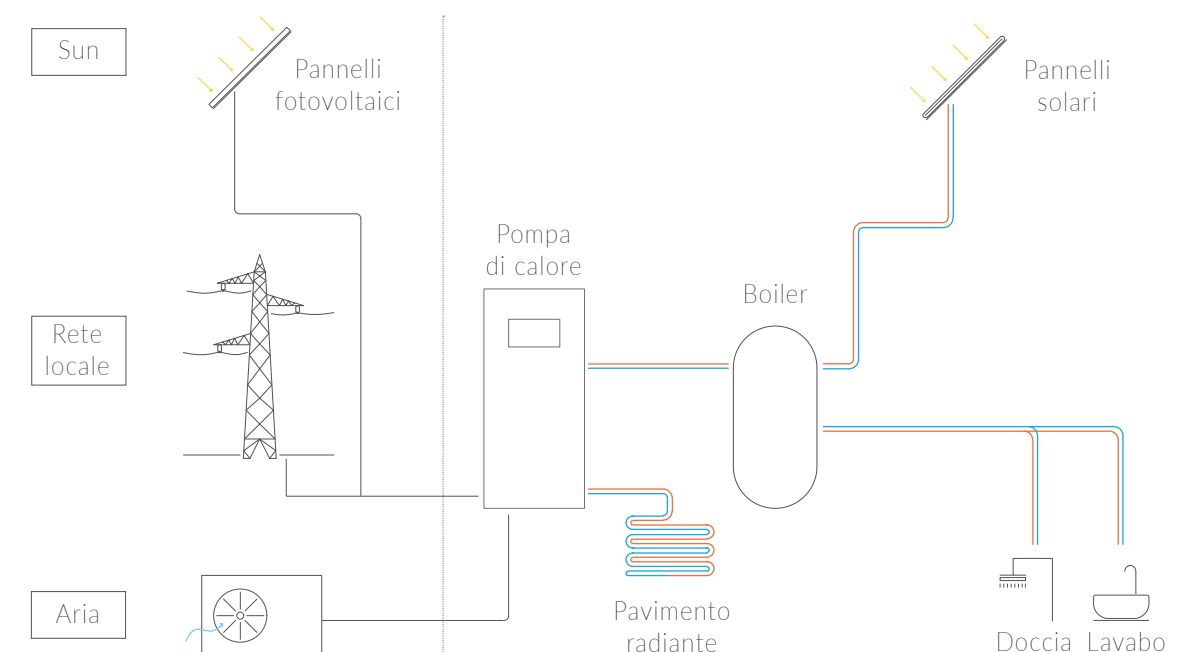 Sun
Pannelli
fotovoltaici
Pannelli
solari
Pompa
di calore
Boiler
Rete
locale
Aria
Pavimento
radiante
Doccia
Lavabo